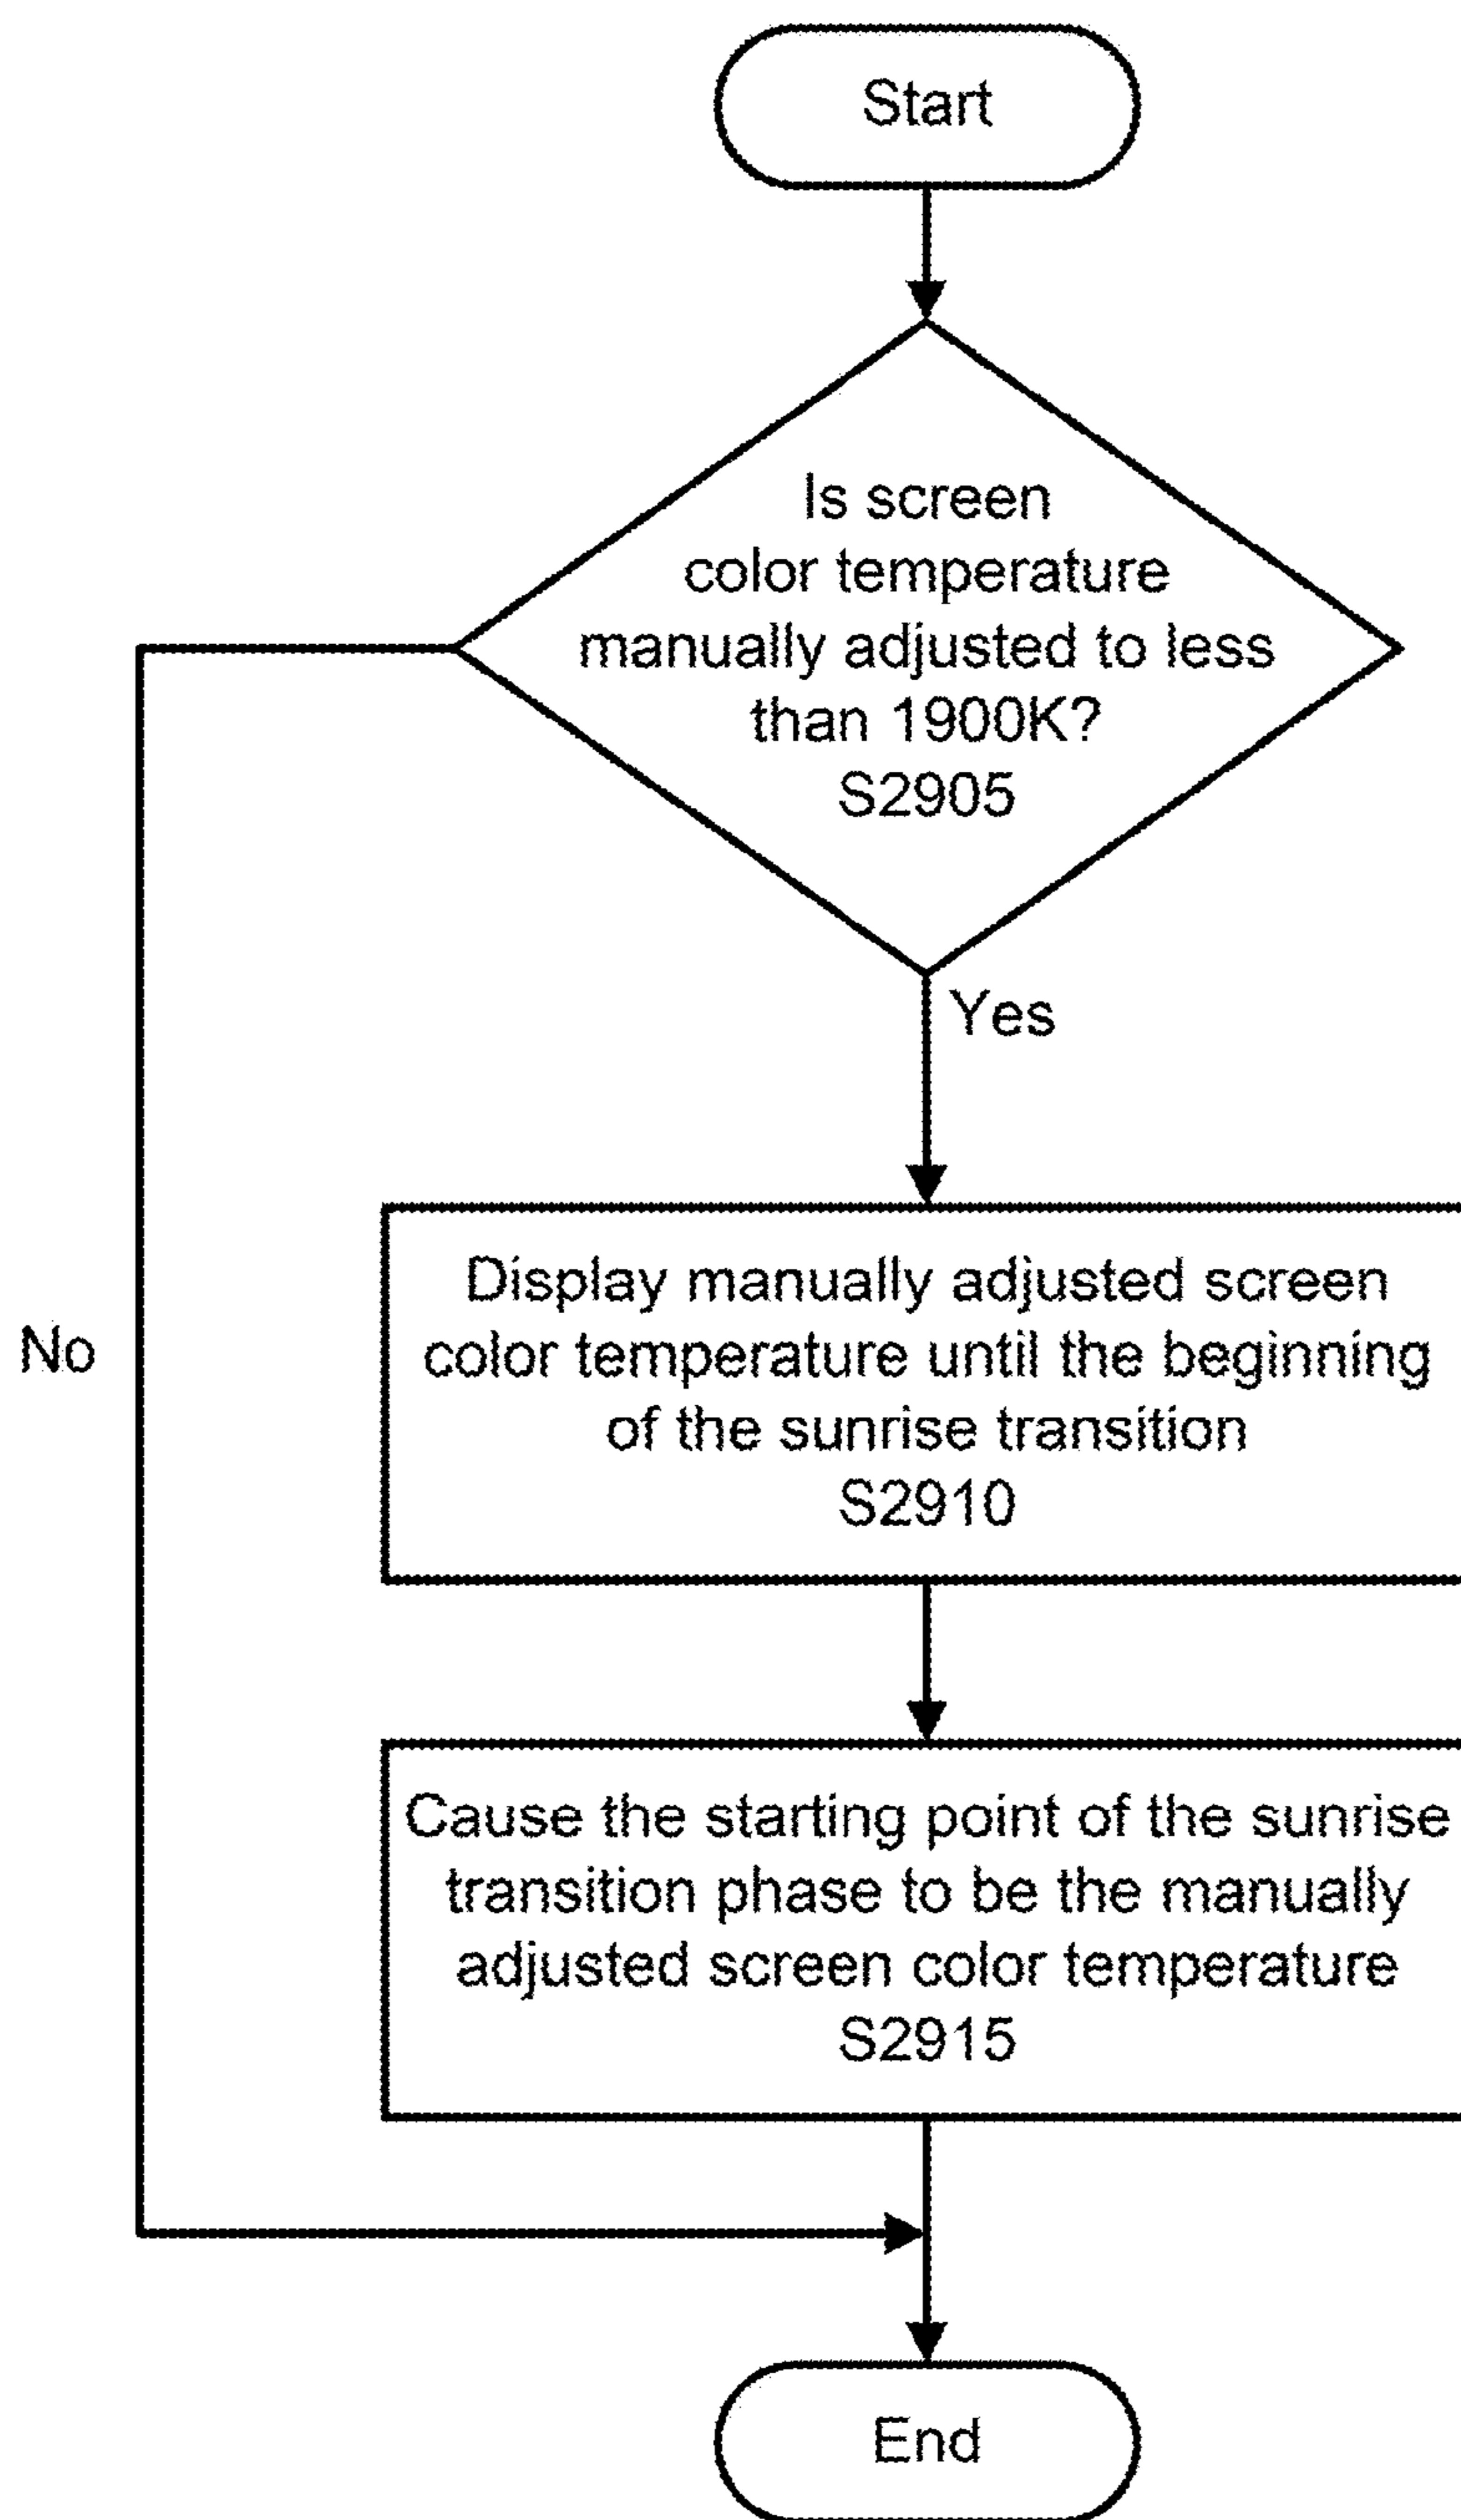 Start
Is screen
color temperature
manually adjusted to less
than 1900K?
S2905
Yes
No
Display manually adjusted screen
color temperature until the beginning
of the sunrise transition
S2910
Cause the starting point of the sunrise
transition phase to be the manually
adjusted screen color temperature
S2915
End